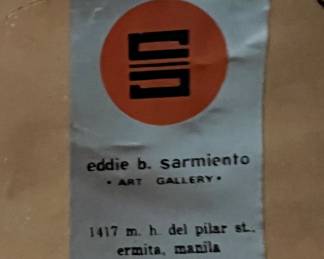 eddie b. sarmiento
• ART GALLERY •
1417 m. h. del pilar st.,
ermita, manila